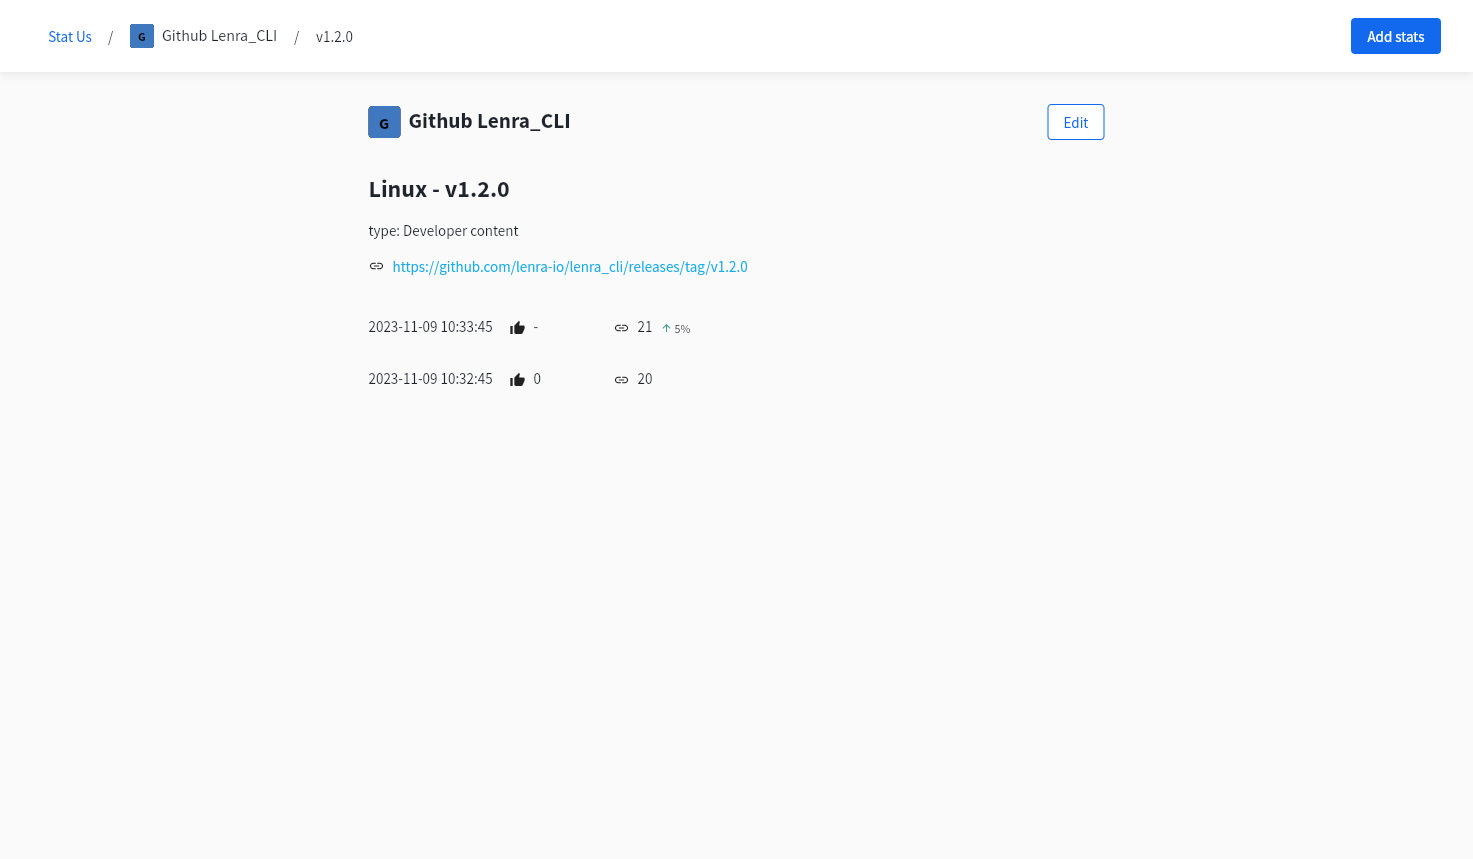 Stat Us / G Github Lenra_CLI / v1.2.0 Add stats
G Github Lenra_CLI Edit
Linux - v1.2.0
type: Developer content
https://github.com/lenra-io/lenra_cli/releases/tag/v1.2.0
2023-11-09 10:33:45 - 21 ↑ 5%
2023-11-09 10:32:45 0 20